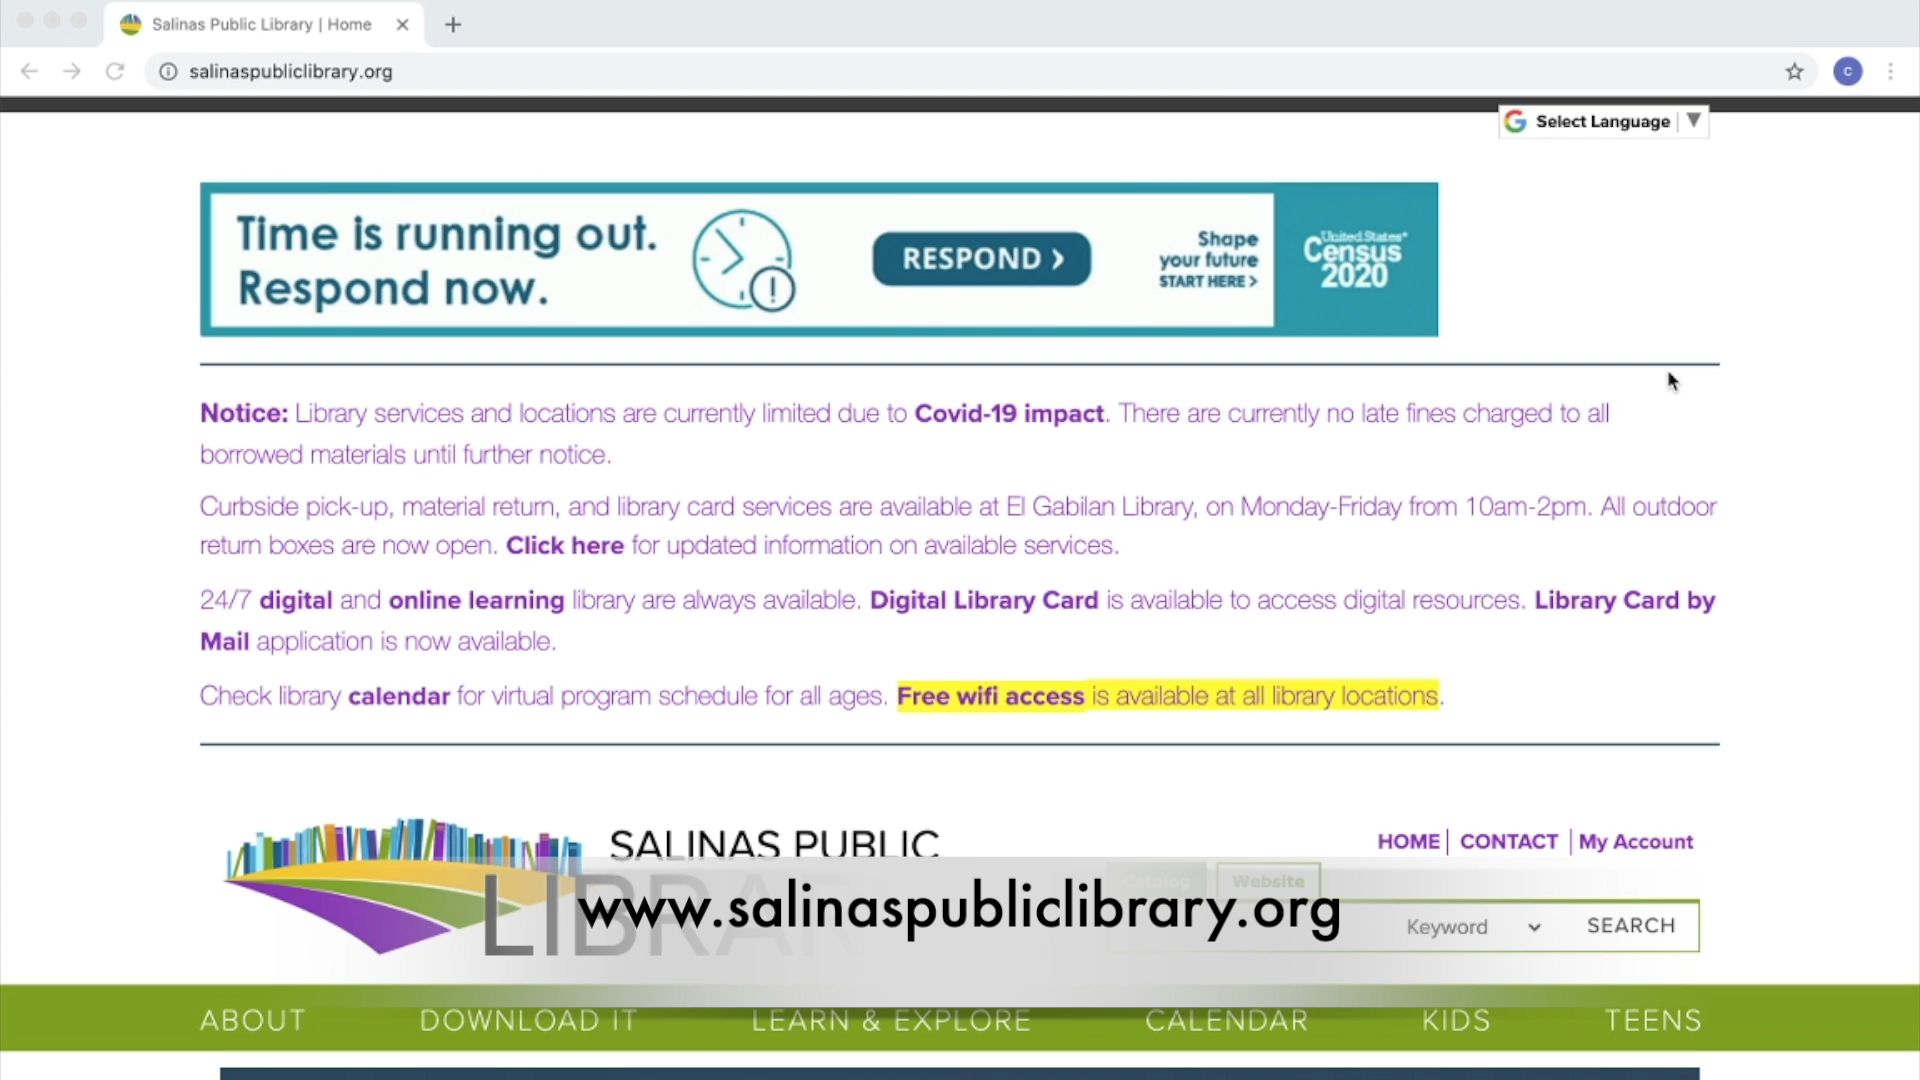 Salinas Public Library | Home
salinaspubliclibrary.org
C
Select Language
Time is running out.
Respond now.
RESPOND >
Shape
your future
START HERE >
United States®
Census
2020
Notice: Library services and locations are currently limited due to Covid-19 impact. There are currently no late fines charged to all
borrowed materials until further notice.
Curbside pick-up, material return, and library card services are available at El Gabilan Library, on Monday-Friday from 10am-2pm. All outdoor
return boxes are now open. Click here for updated information on available services.
24/7 digital and online learning library are always available. Digital Library Card is available to access digital resources. Library Card by
Mail application is now available.
Check library calendar for virtual program schedule for all ages. Free wifi access is available at all library locations.
SALINAS PUBLIC
LIBRARY
HOME | CONTACT | My Account
Catalog Website
www.salinaspubliclibrary.org
Keyword SEARCH
ABOUT DOWNLOAD IT LEARN & EXPLORE CALENDAR KIDS TEENS